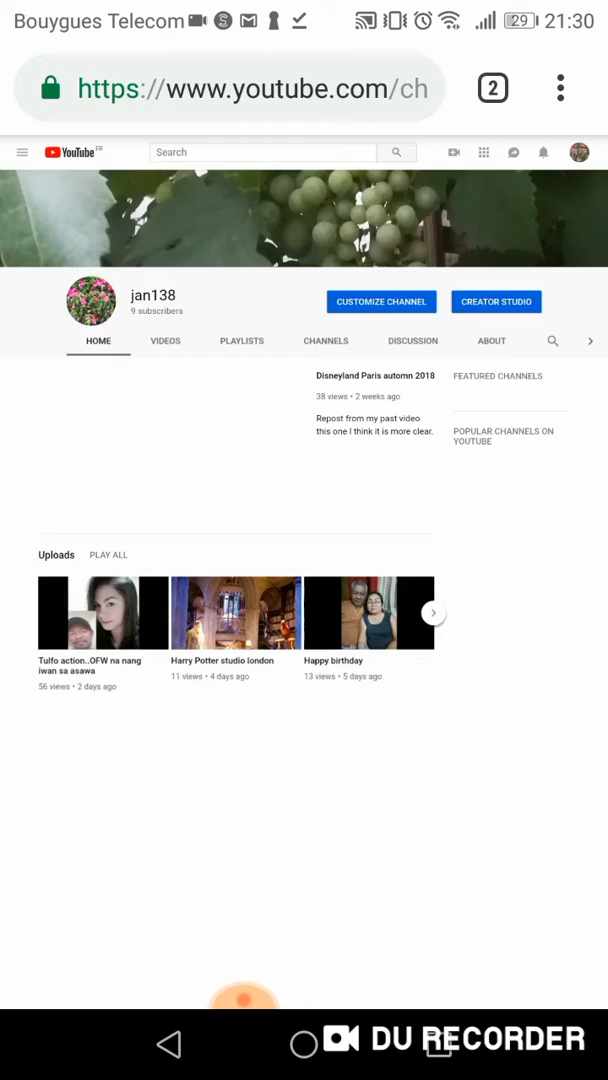 Bouygues Telecom 29 21:30
https://www.youtube.com/ch 2
YouTube FR Search
jan138
9 subscribers
CUSTOMIZE CHANNEL CREATOR STUDIO
HOME VIDEOS PLAYLISTS CHANNELS DISCUSSION ABOUT
Disneyland Paris automn 2018
38 views • 2 weeks ago
Repost from my past video
this one I think it is more clear.
FEATURED CHANNELS
POPULAR CHANNELS ON
YOUTUBE
Uploads PLAY ALL
Tulfo action..OFW na nang
iwan sa asawa
56 views • 2 days ago
Harry Potter studio london
11 views • 4 days ago
Happy birthday
13 views • 5 days ago
DU RECORDER